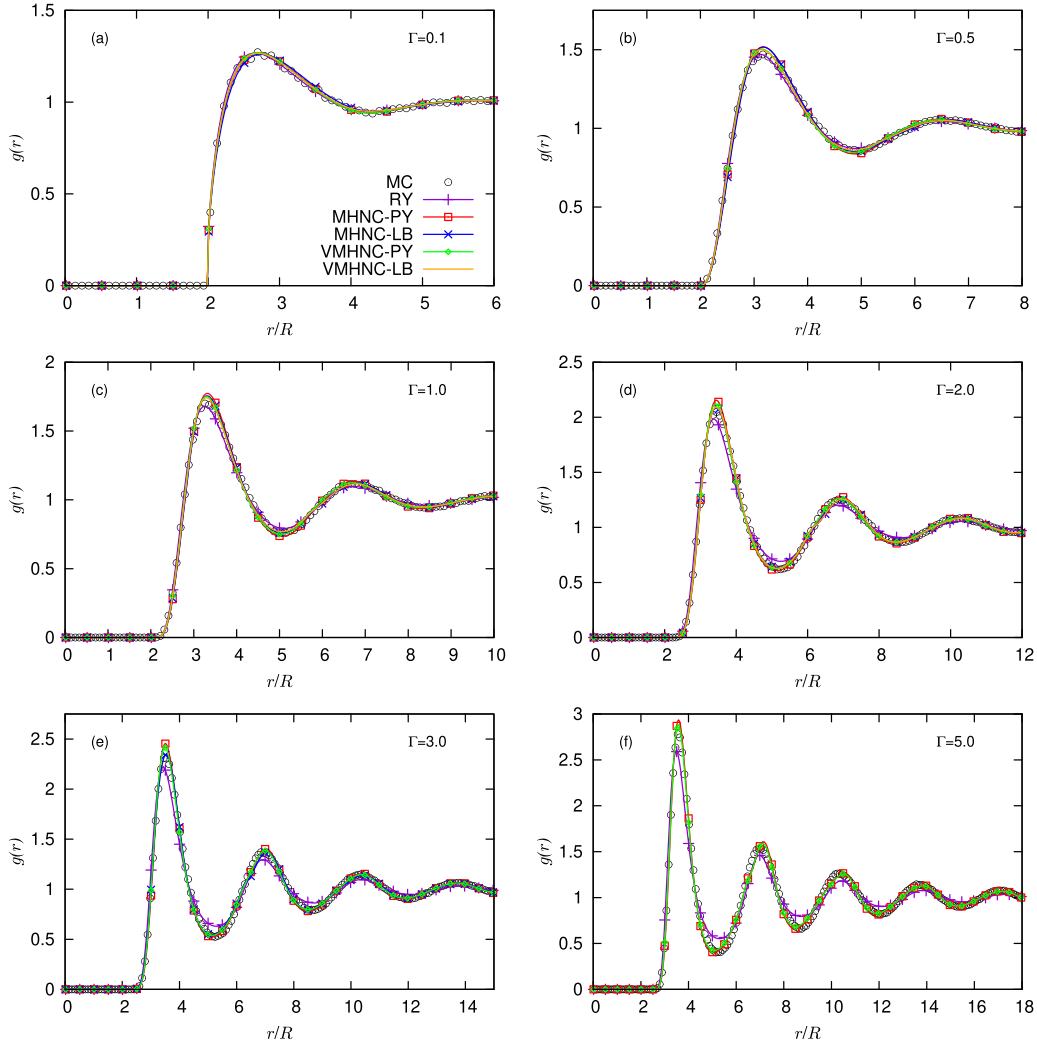 (a) Γ=0.1
1.5
1
0.5
0
g(r)
MC
RY
MHNC-PY
MHNC-LB
VMHNC-PY
VMHNC-LB
0 1 2 3 4 5 6
r/R
(b) Γ=0.5
1.5
1
0.5
0
g(r)
0 1 2 3 4 5 6 7 8
r/R
(c) Γ=1.0
2
1.5
1
0.5
0
g(r)
0 1 2 3 4 5 6 7 8 9 10
r/R
(d) Γ=2.0
2.5
2
1.5
1
0.5
0
g(r)
0 2 4 6 8 10 12
r/R
(e) Γ=3.0
2.5
2
1.5
1
0.5
0
g(r)
0 2 4 6 8 10 12 14
r/R
(f) Γ=5.0
3
2.5
2
1.5
1
0.5
0
g(r)
0 2 4 6 8 10 12 14 16 18
r/R